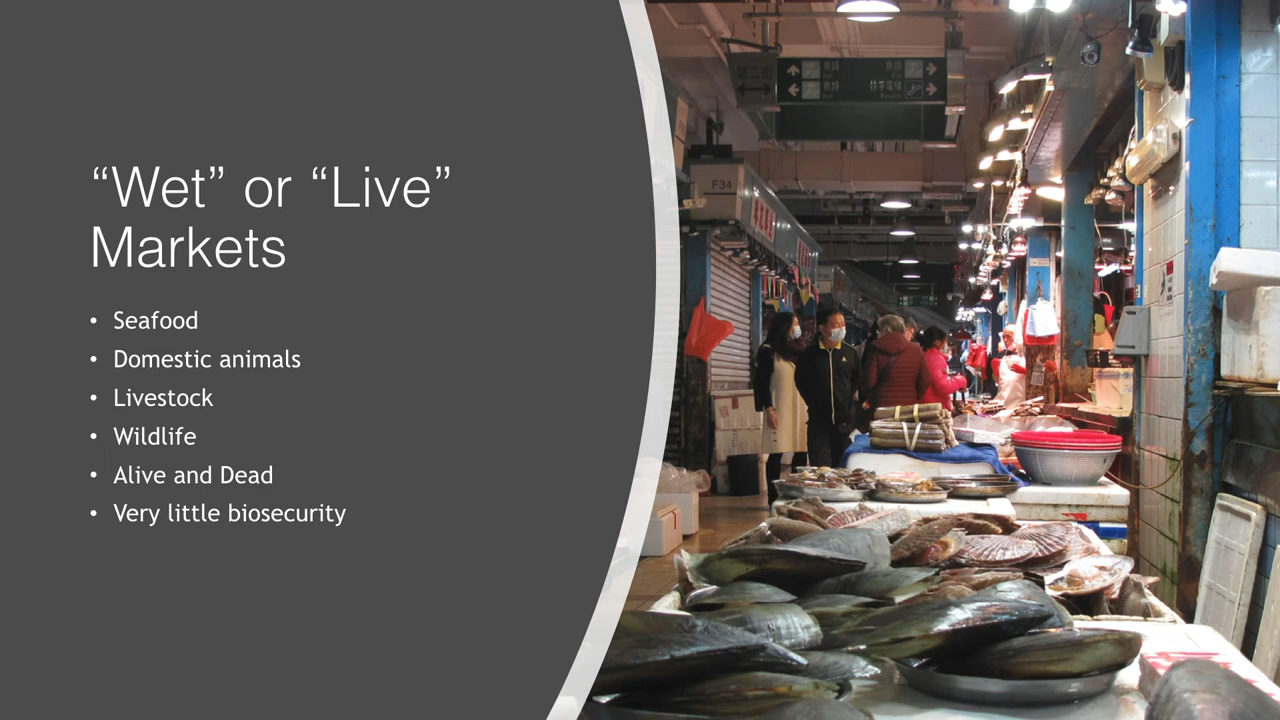 “Wet” or “Live”
Markets
• Seafood
• Domestic animals
• Livestock
• Wildlife
• Alive and Dead
• Very little biosecurity
F34